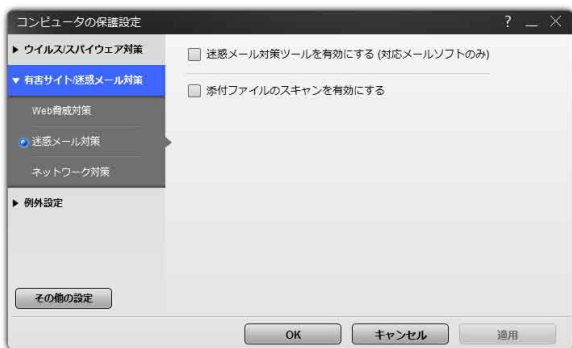 コンピュータの保護設定
ウイルス/スパイウェア対策
有害サイト/迷惑メール対策
Web脅威対策
迷惑メール対策
ネットワーク対策
例外設定
その他の設定
迷惑メール対策ツールを有効にする (対応メールソフトのみ)
添付ファイルのスキャンを有効にする
OK
キャンセル
適用